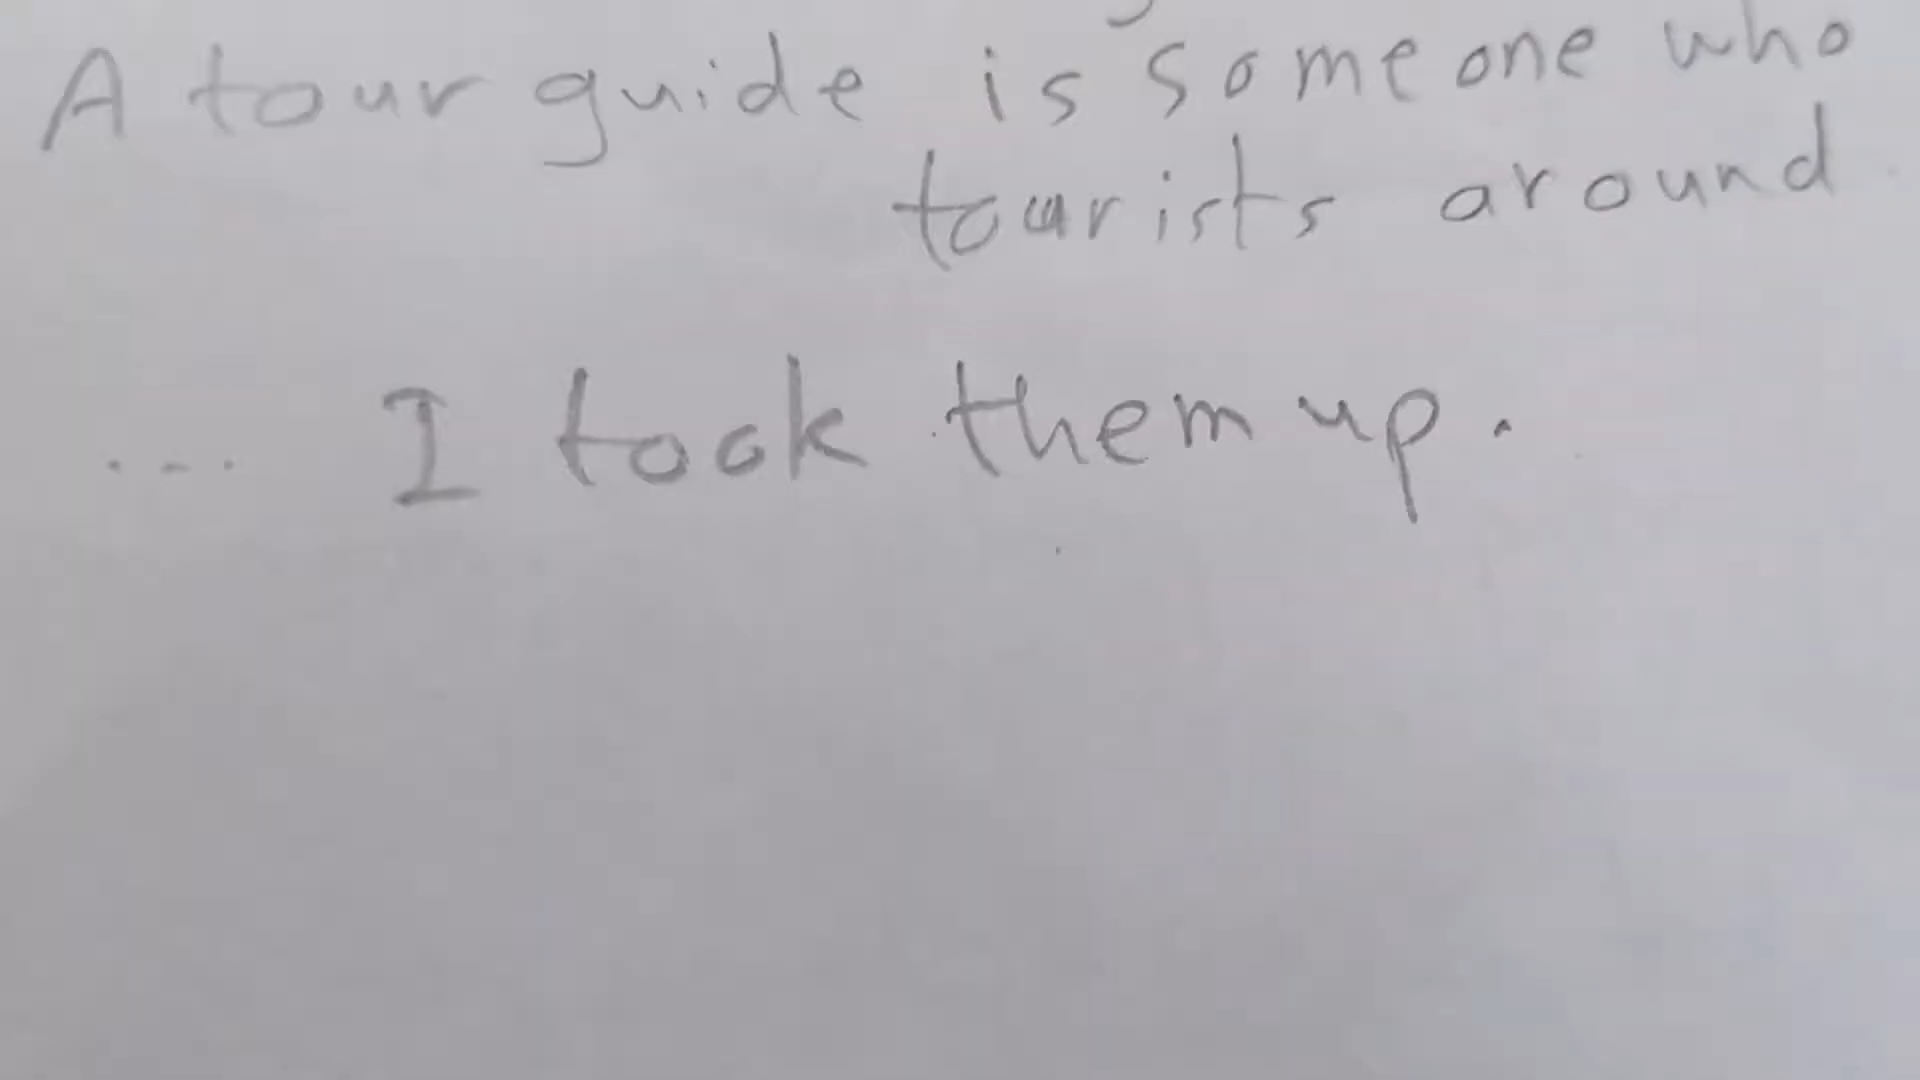 A tour guide is someone who
tourists around
... I took them up.